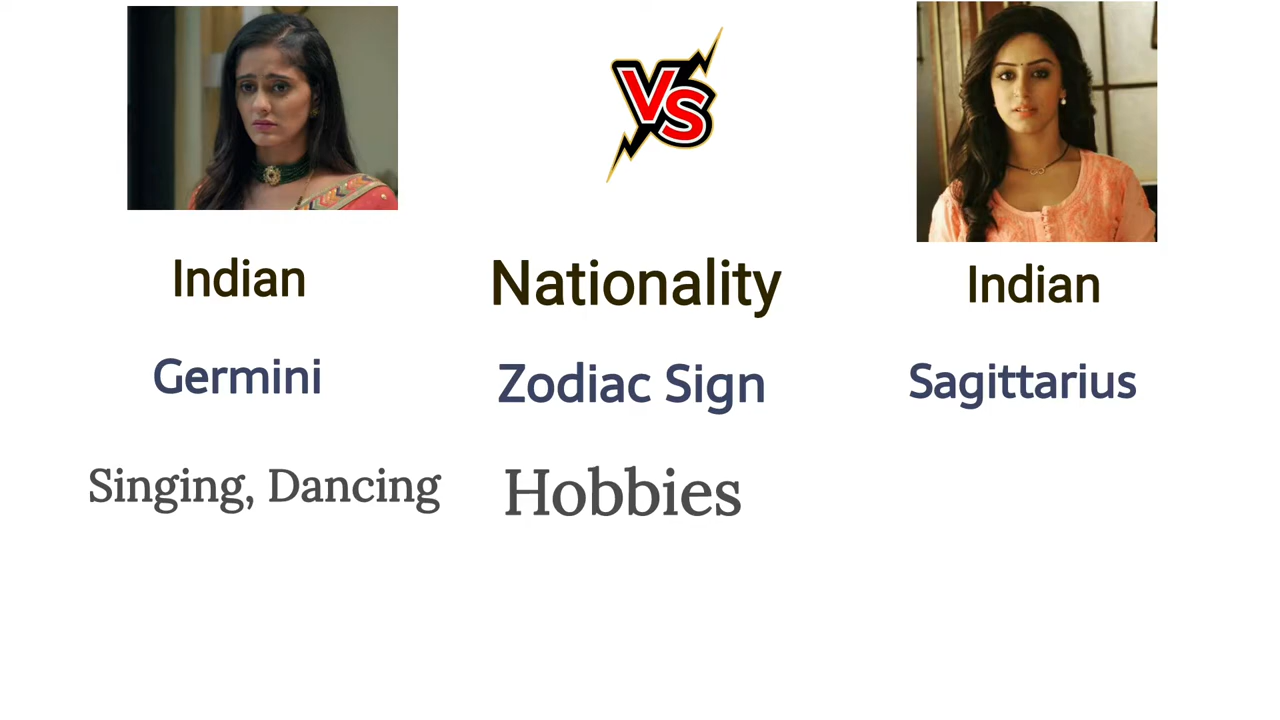 VS
Indian Nationality Indian
Germini Zodiac Sign Sagittarius
Singing, Dancing Hobbies